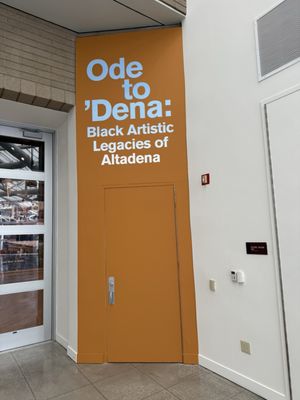 Ode
to
'Dena:
Black Artistic
Legacies of
Altadena